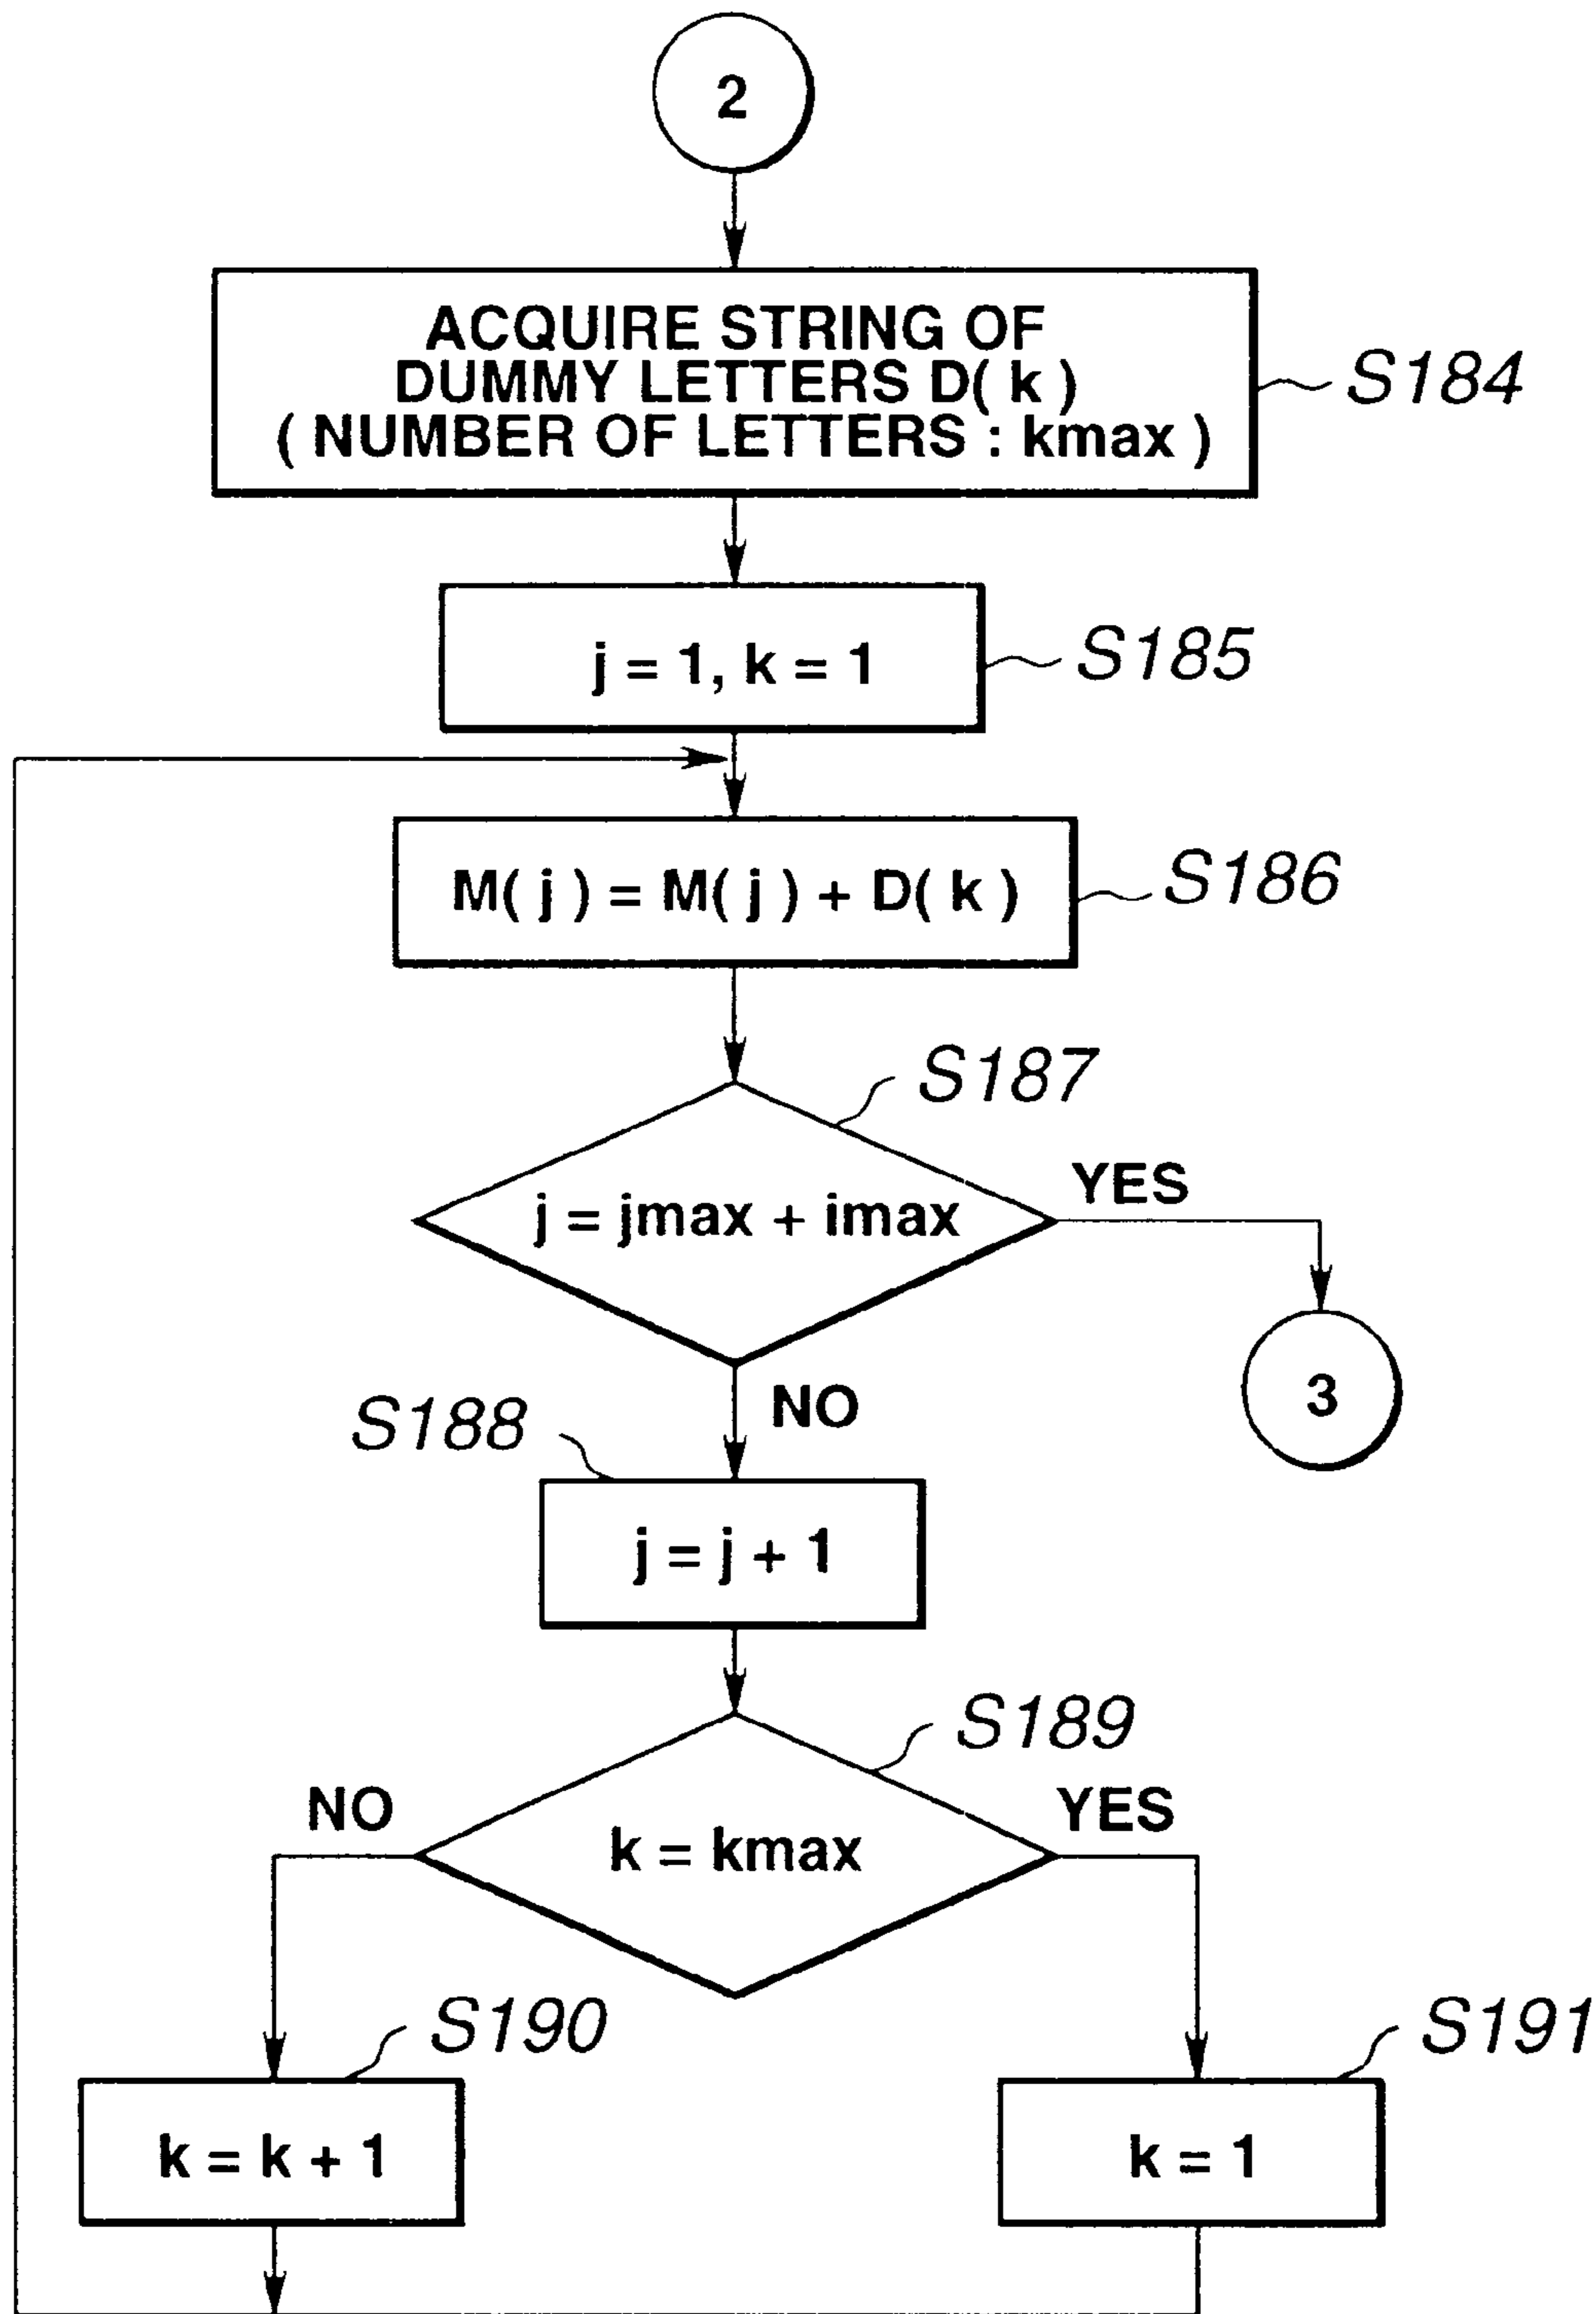 2
ACQUIRE STRING OF
DUMMY LETTERS D( k )
( NUMBER OF LETTERS : kmax )
S184
j = 1, k = 1
S185
M( j ) = M( j ) + D( k )
S186
S187
j = jmax + imax
YES
3
NO
S188
j = j + 1
S189
NO
YES
k = kmax
S190
S191
k = k + 1
k = 1